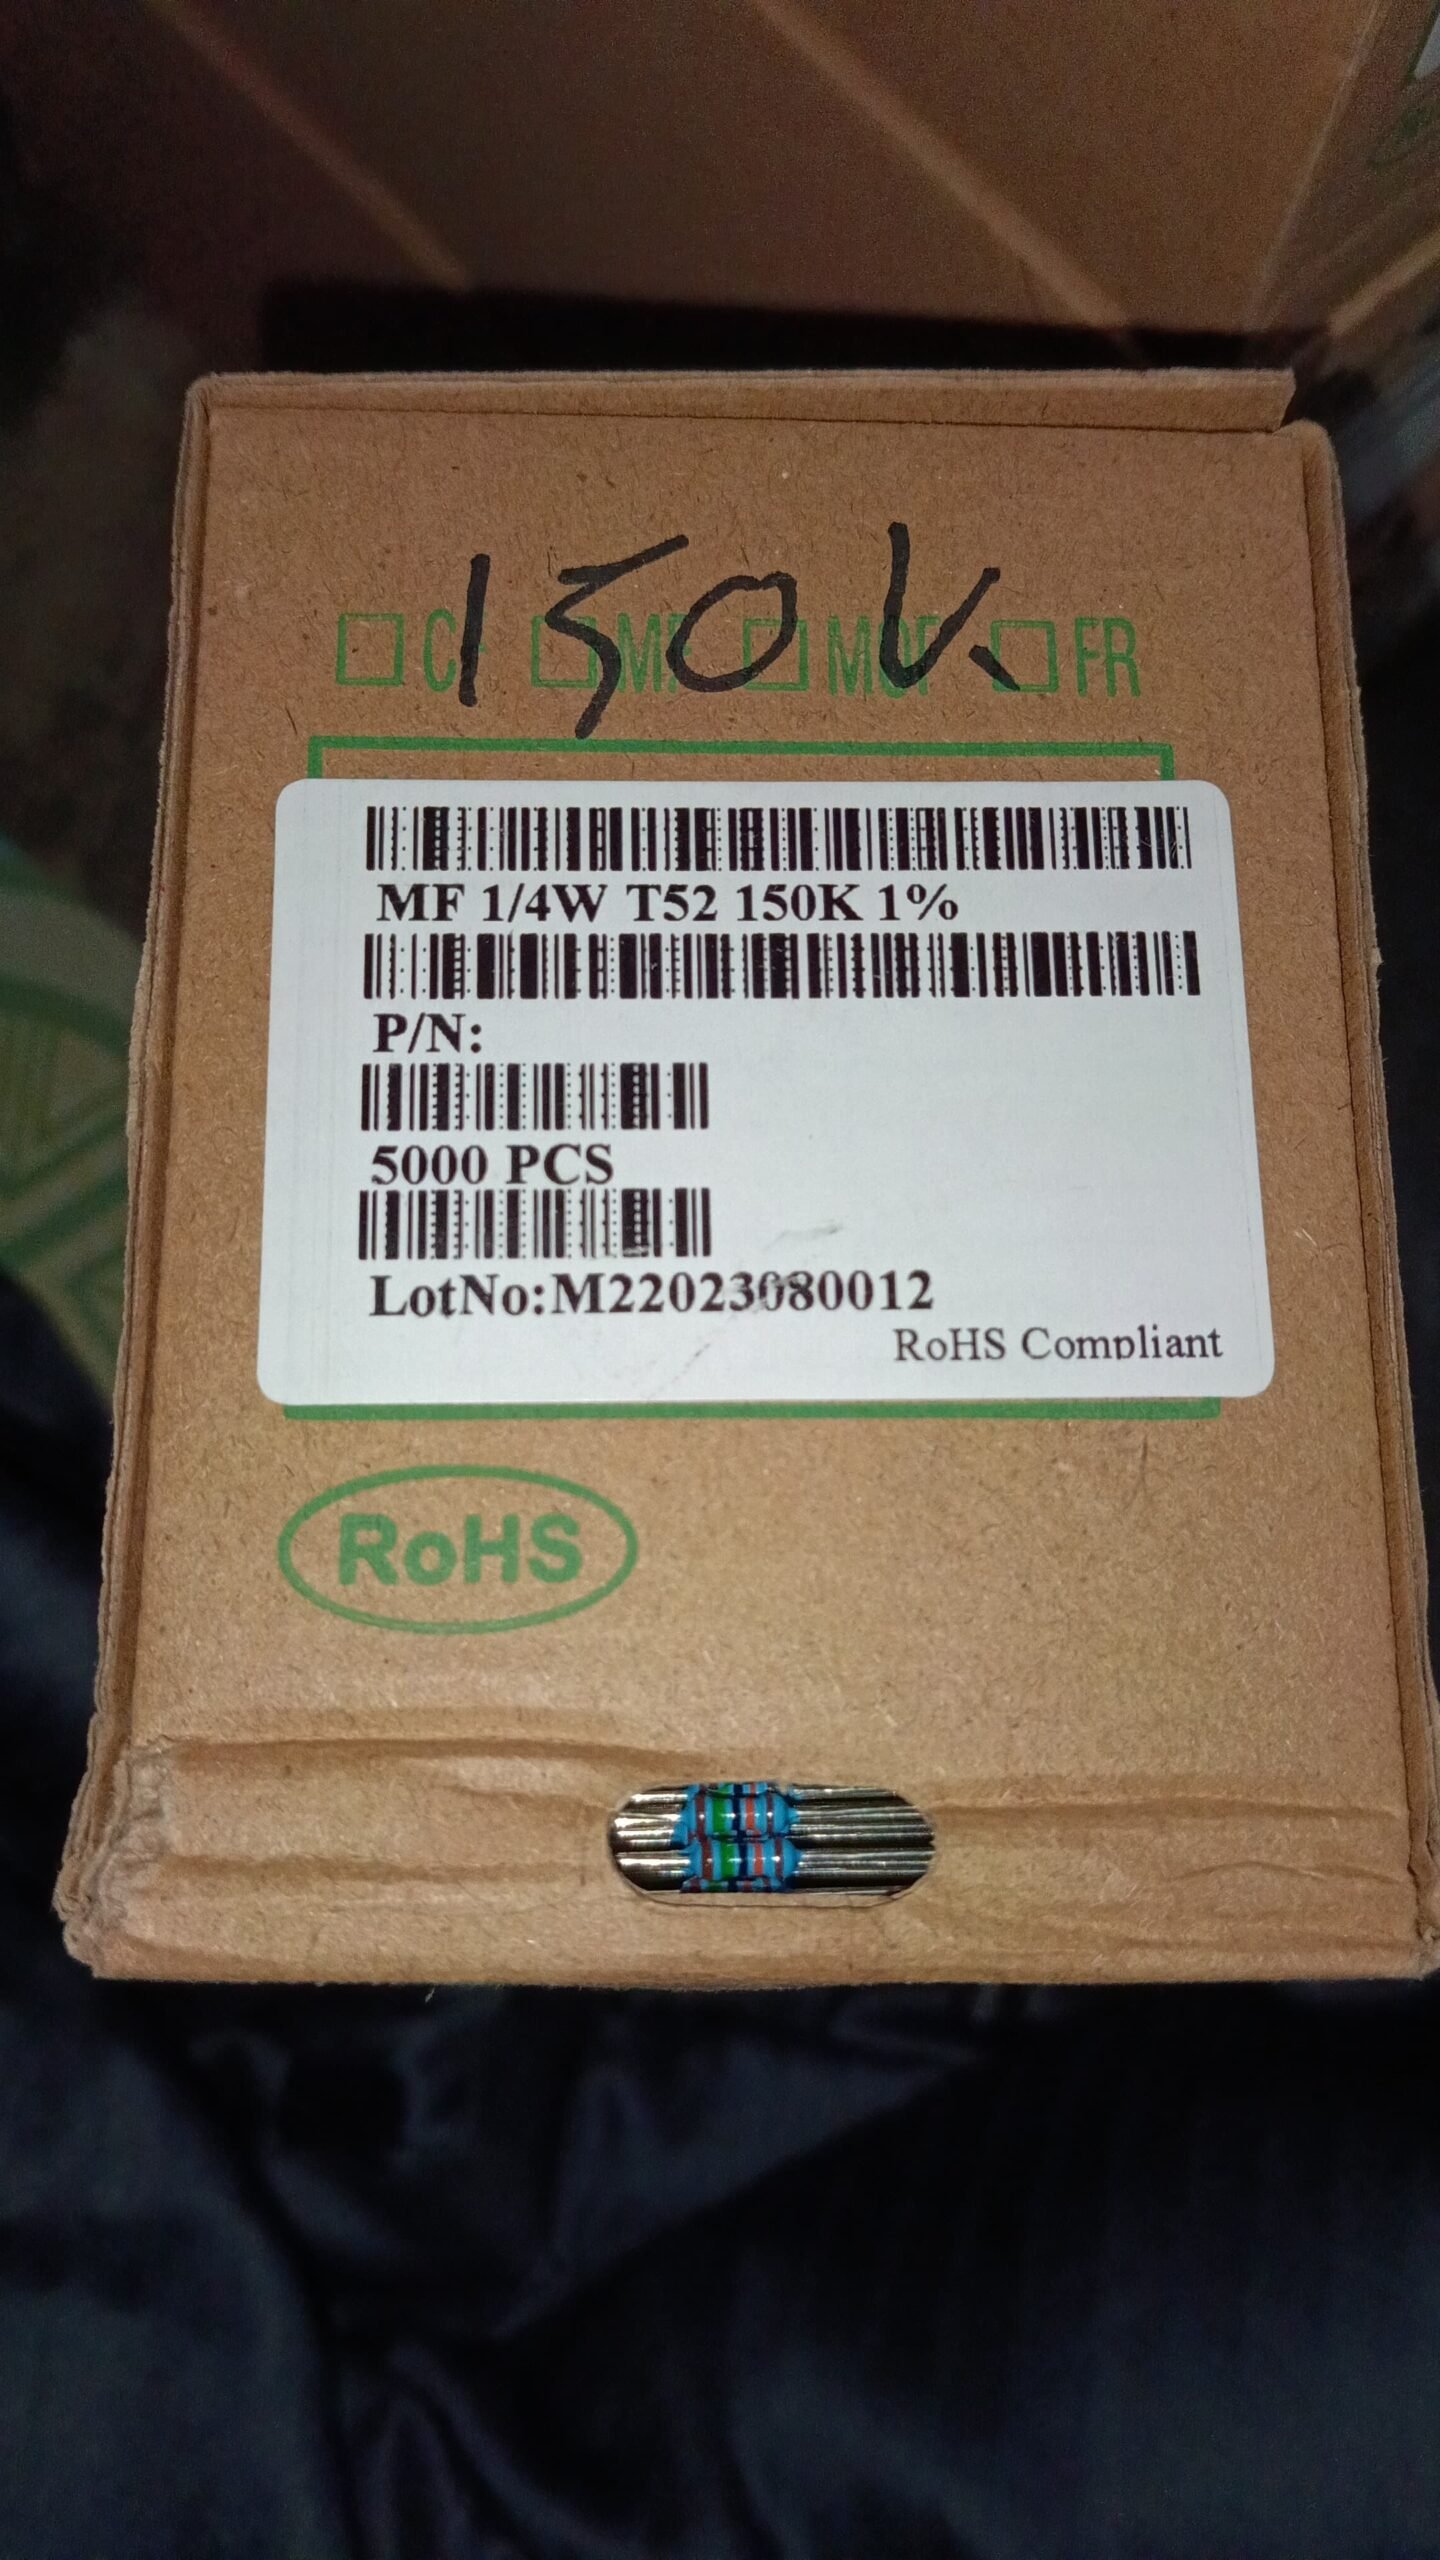 150K
CF MF MOF FR
MF 1/4W T52 150K 1%
P/N:
5000 PCS
LotNo:M22023080012
RoHS Compliant
RoHS